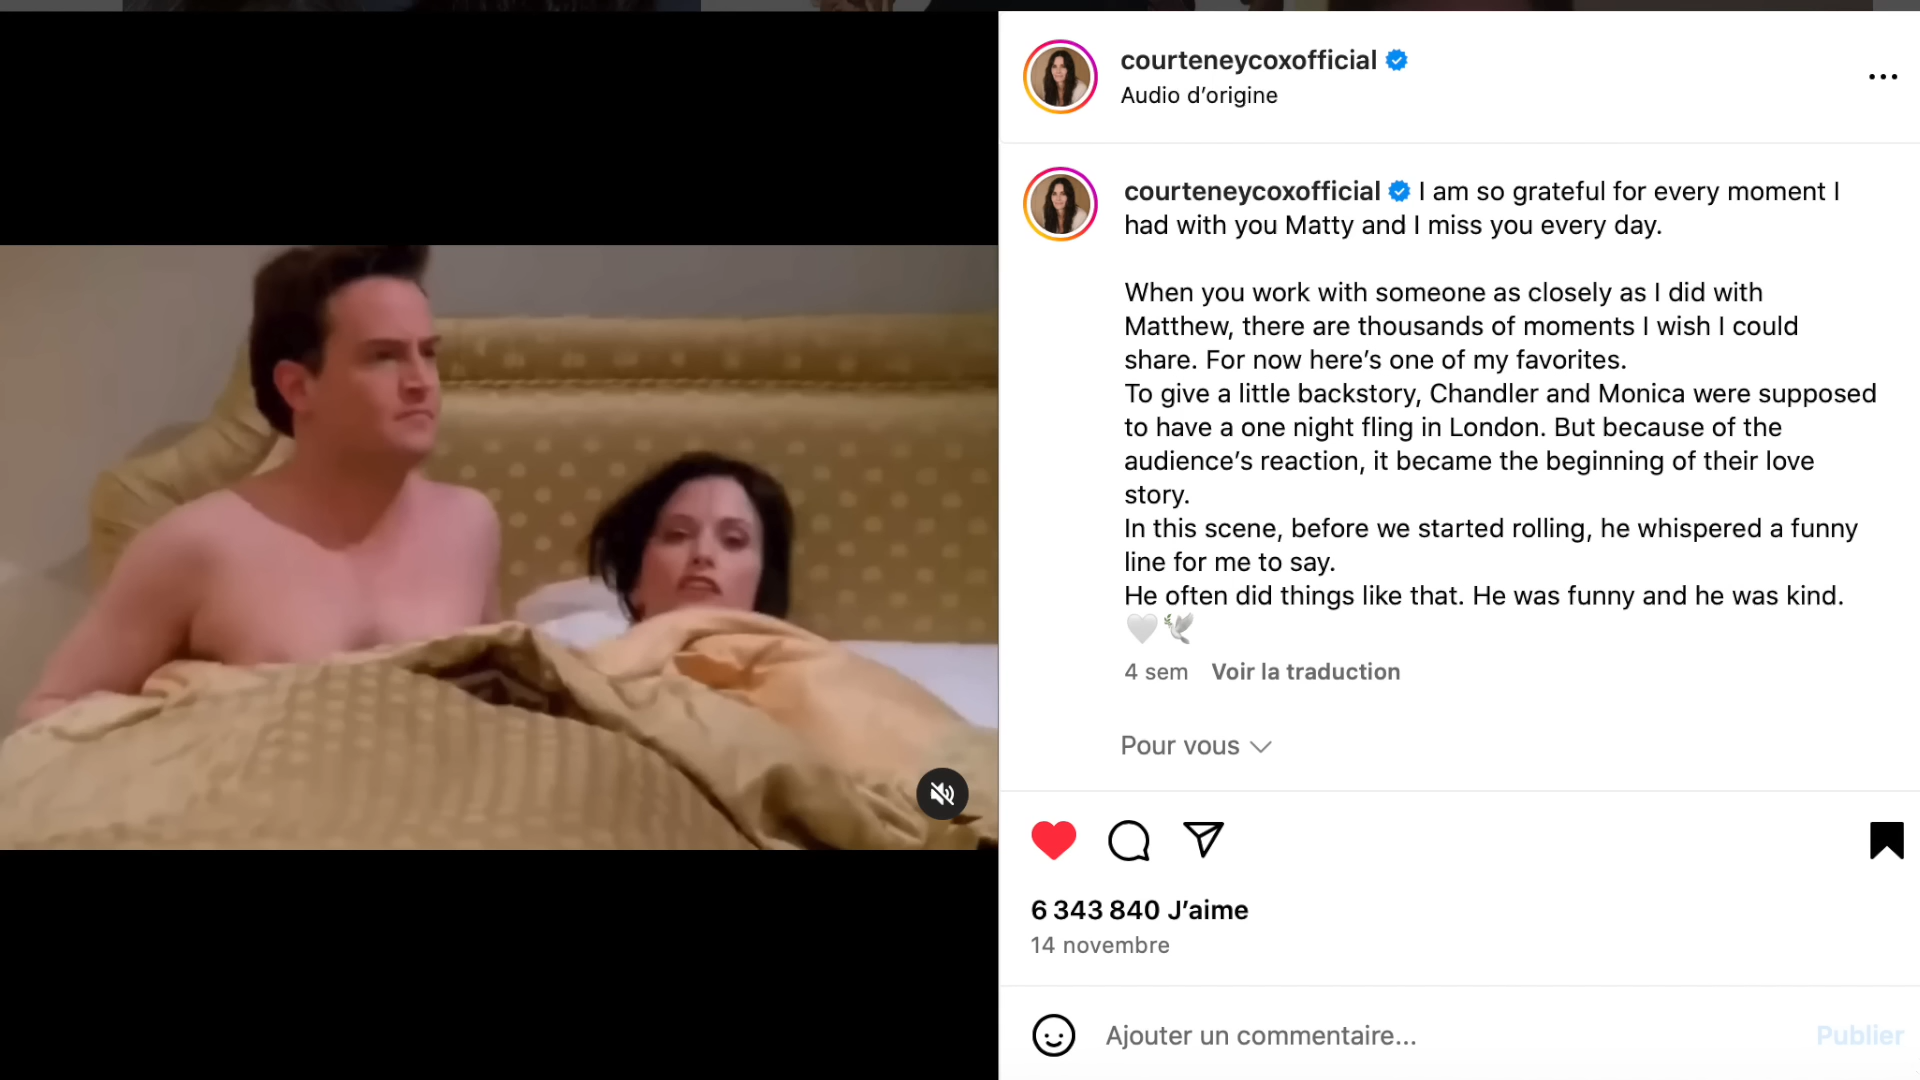 courteneycoxofficial
Audio d’origine
courteneycoxofficial I am so grateful for every moment I
had with you Matty and I miss you every day.
When you work with someone as closely as I did with
Matthew, there are thousands of moments I wish I could
share. For now here’s one of my favorites.
To give a little backstory, Chandler and Monica were supposed
to have a one night fling in London. But because of the
audience’s reaction, it became the beginning of their love
story.
In this scene, before we started rolling, he whispered a funny
line for me to say.
He often did things like that. He was funny and he was kind.
🤍🕊️
4 sem Voir la traduction
Pour vous
6 343 840 J’aime
14 novembre
Ajouter un commentaire... Publier